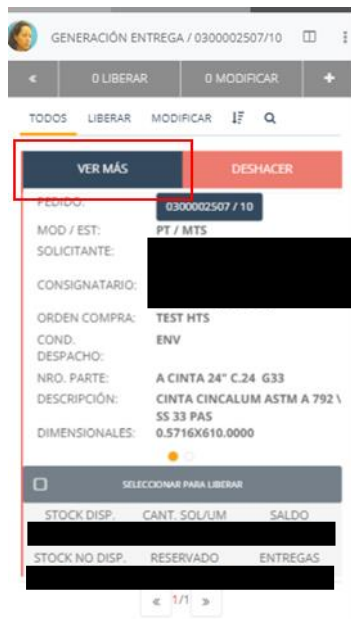 GENERACIÓN ENTREGA / 0300002507/10
« 0 LIBERAR 0 MODIFICAR +
TODOS LIBERAR MODIFICAR
VER MÁS DESHACER
PEDIDO: 0300002507 / 10
MOD / EST: PT / MTS
SOLICITANTE:
CONSIGNATARIO:
ORDEN COMPRA: TEST HTS
COND. ENV
DESPACHO:
NRO. PARTE: A CINTA 24" C.24 G33
DESCRIPCIÓN: CINTA CINCALUM ASTM A 792 \
SS 33 PAS
DIMENSIONALES: 0.5716X610.0000
SELECCIONAR PARA LIBERAR
STOCK DISP. CANT. SOL/UM SALDO
STOCK NO DISP. RESERVADO ENTREGAS
« 1/1 »